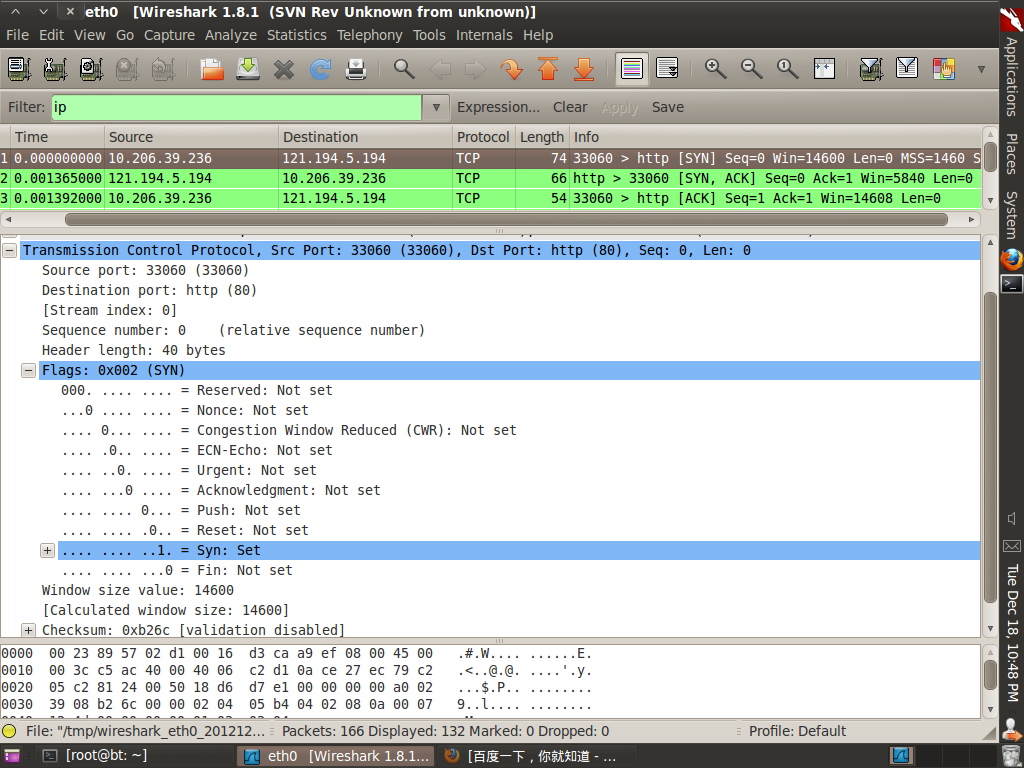 eth0 [Wireshark 1.8.1 (SVN Rev Unknown from unknown)]
File Edit View Go Capture Analyze Statistics Telephony Tools Internals Help
Filter: ip Expression... Clear Apply Save
Time Source Destination Protocol Length Info
1 0.000000000 10.206.39.236 121.194.5.194 TCP 74 33060 > http [SYN] Seq=0 Win=14600 Len=0 MSS=1460 S
2 0.001365000 121.194.5.194 10.206.39.236 TCP 66 http > 33060 [SYN, ACK] Seq=0 Ack=1 Win=5840 Len=0
3 0.001392000 10.206.39.236 121.194.5.194 TCP 54 33060 > http [ACK] Seq=1 Ack=1 Win=14608 Len=0
Transmission Control Protocol, Src Port: 33060 (33060), Dst Port: http (80), Seq: 0, Len: 0
Source port: 33060 (33060)
Destination port: http (80)
[Stream index: 0]
Sequence number: 0 (relative sequence number)
Header length: 40 bytes
Flags: 0x002 (SYN)
000. .... .... = Reserved: Not set
...0 .... .... = Nonce: Not set
.... 0... .... = Congestion Window Reduced (CWR): Not set
.... .0.. .... = ECN-Echo: Not set
.... ..0. .... = Urgent: Not set
.... ...0 .... = Acknowledgment: Not set
.... .... 0... = Push: Not set
.... .... .0.. = Reset: Not set
.... .... ..1. = Syn: Set
.... .... ...0 = Fin: Not set
Window size value: 14600
[Calculated window size: 14600]
Checksum: 0xb26c [validation disabled]
0000 00 23 89 57 02 d1 00 16 d3 ca a9 ef 08 00 45 00 .#.W.... ......E.
0010 00 3c c5 ac 40 00 40 06 c2 d1 0a ce 27 ec 79 c2 .<..@.@. ....'.y.
0020 05 c2 81 24 00 50 18 d6 d7 e1 00 00 00 00 a0 02 ...$.P.. ........
0030 39 08 b2 6c 00 00 02 04 05 b4 04 02 08 0a 00 07 9..l.... ........
File: "/tmp/wireshark_eth0_201212... Packets: 166 Displayed: 132 Marked: 0 Dropped: 0 Profile: Default
[root@bt: ~]
eth0 [Wireshark 1.8.1...
[百度一下，你就知道 - ...
Applications
Places
System
Tue Dec 18, 10:48 PM